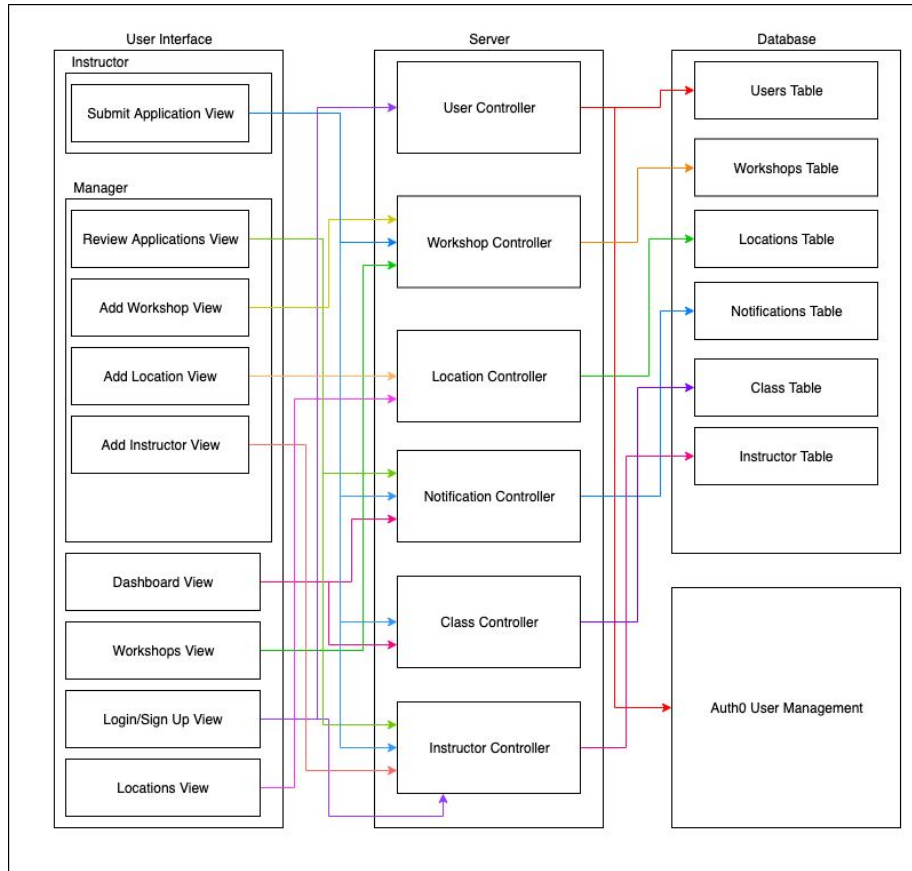 User Interface
Instructor
Submit Application View
Manager
Review Applications View
Add Workshop View
Add Location View
Add Instructor View
Dashboard View
Workshops View
Login/Sign Up View
Locations View
Server
User Controller
Workshop Controller
Location Controller
Notification Controller
Class Controller
Instructor Controller
Database
Users Table
Workshops Table
Locations Table
Notifications Table
Class Table
Instructor Table
Auth0 User Management